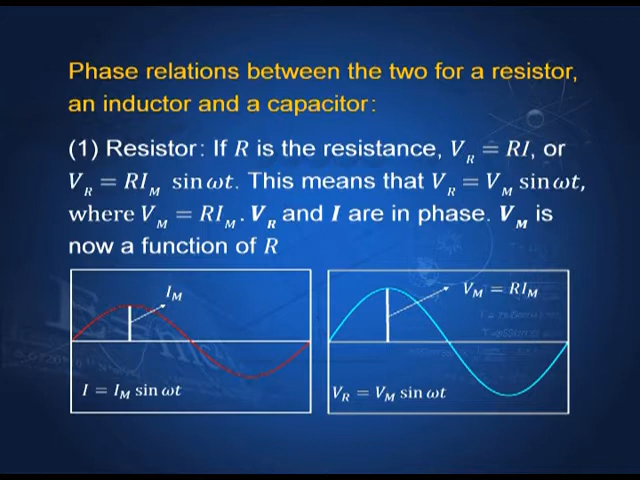 Phase relations between the two for a resistor,
an inductor and a capacitor:
(1) Resistor: If R is the resistance, V_R = RI, or
V_R = RI_M sin ωt. This means that V_R = V_M sin ωt,
where V_M = RI_M. V_R and I are in phase. V_M is
now a function of R
I_M
I = I_M sin ωt
V_M = RI_M
V_R = V_M sin ωt